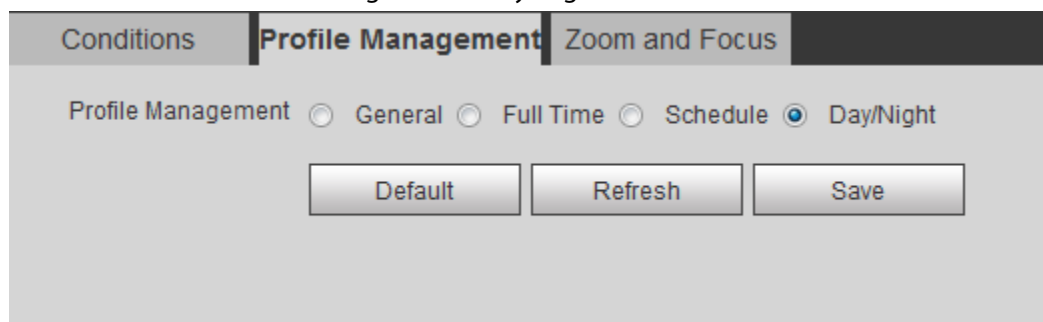 Conditions Profile Management Zoom and Focus
Profile Management General Full Time Schedule Day/Night
Default Refresh Save